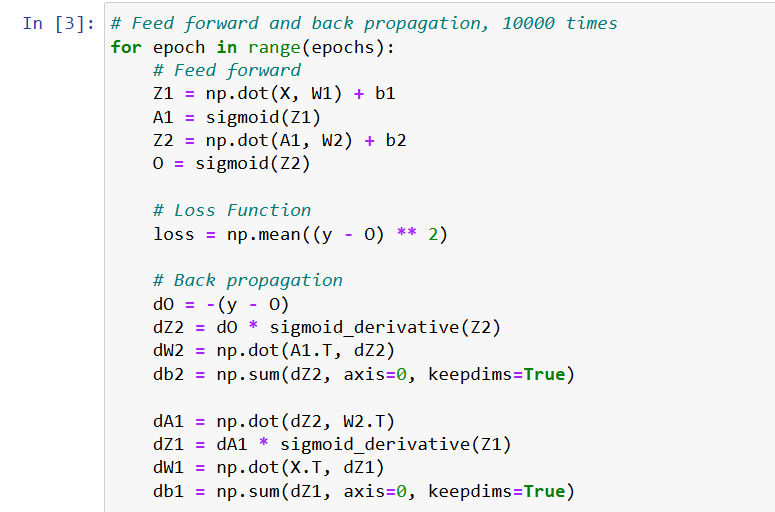 In [3]: # Feed forward and back propagation, 10000 times
for epoch in range(epochs):
    # Feed forward
    Z1 = np.dot(X, W1) + b1
    A1 = sigmoid(Z1)
    Z2 = np.dot(A1, W2) + b2
    O = sigmoid(Z2)

    # Loss Function
    loss = np.mean((y - O) ** 2)

    # Back propagation
    dO = -(y - O)
    dZ2 = dO * sigmoid_derivative(Z2)
    dW2 = np.dot(A1.T, dZ2)
    db2 = np.sum(dZ2, axis=0, keepdims=True)

    dA1 = np.dot(dZ2, W2.T)
    dZ1 = dA1 * sigmoid_derivative(Z1)
    dW1 = np.dot(X.T, dZ1)
    db1 = np.sum(dZ1, axis=0, keepdims=True)